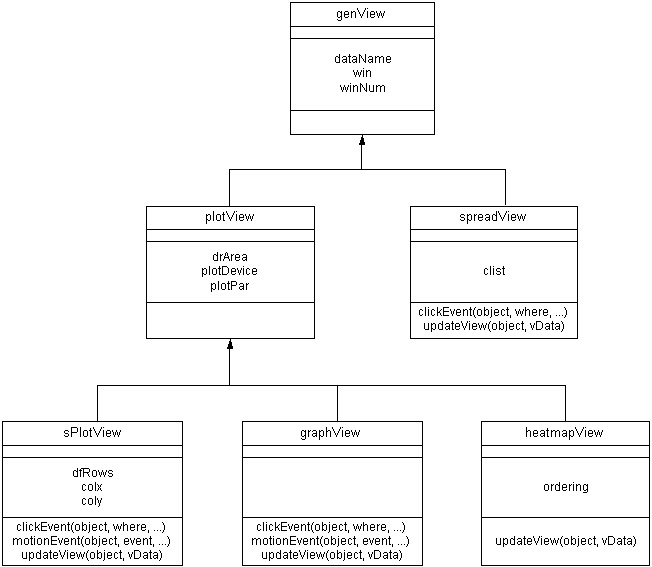 genView
dataName
win
winNum
plotView
drArea
plotDevice
plotPar
spreadView
clist
clickEvent(object, where, ...)
updateView(object, vData)
sPlotView
dfRows
colx
coly
clickEvent(object, where, ...)
motionEvent(object, event, ...)
updateView(object, vData)
graphView
clickEvent(object, where, ...)
motionEvent(object, event, ...)
updateView(object, vData)
heatmapView
ordering
updateView(object, vData)